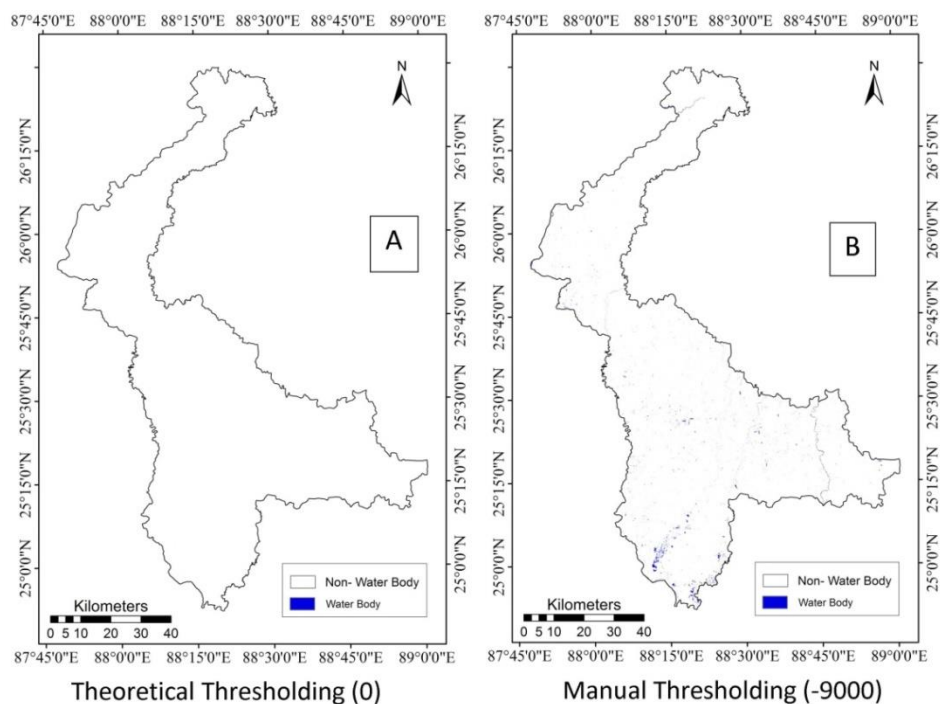 87°45'0"E 88°0'0"E 88°15'0"E 88°30'0"E 88°45'0"E 89°0'0"E
87°45'0"E 88°0'0"E 88°15'0"E 88°30'0"E 88°45'0"E 89°0'0"E
N
N
26°15'0"N
26°0'0"N
25°45'0"N
25°30'0"N
25°15'0"N
25°0'0"N
A
26°15'0"N
26°0'0"N
25°45'0"N
25°30'0"N
25°15'0"N
25°0'0"N
26°15'0"N
26°0'0"N
25°45'0"N
25°30'0"N
25°15'0"N
25°0'0"N
B
26°15'0"N
26°0'0"N
25°45'0"N
25°30'0"N
25°15'0"N
25°0'0"N
Non- Water Body
Water Body
Kilometers
0 5 10 20 30 40
Non- Water Body
Water Body
Kilometers
0 5 10 20 30 40
87°45'0"E 88°0'0"E 88°15'0"E 88°30'0"E 88°45'0"E 89°0'0"E
87°45'0"E 88°0'0"E 88°15'0"E 88°30'0"E 88°45'0"E 89°0'0"E
Theoretical Thresholding (0)
Manual Thresholding (-9000)